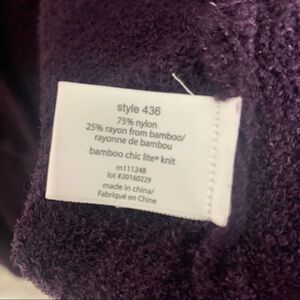 style 436
75% nylon
25% rayon from bamboo/
rayonne de bambou
bamboo chic lite® knit
m111248
lot #20160229
made in china/
Fabriqué en Chine